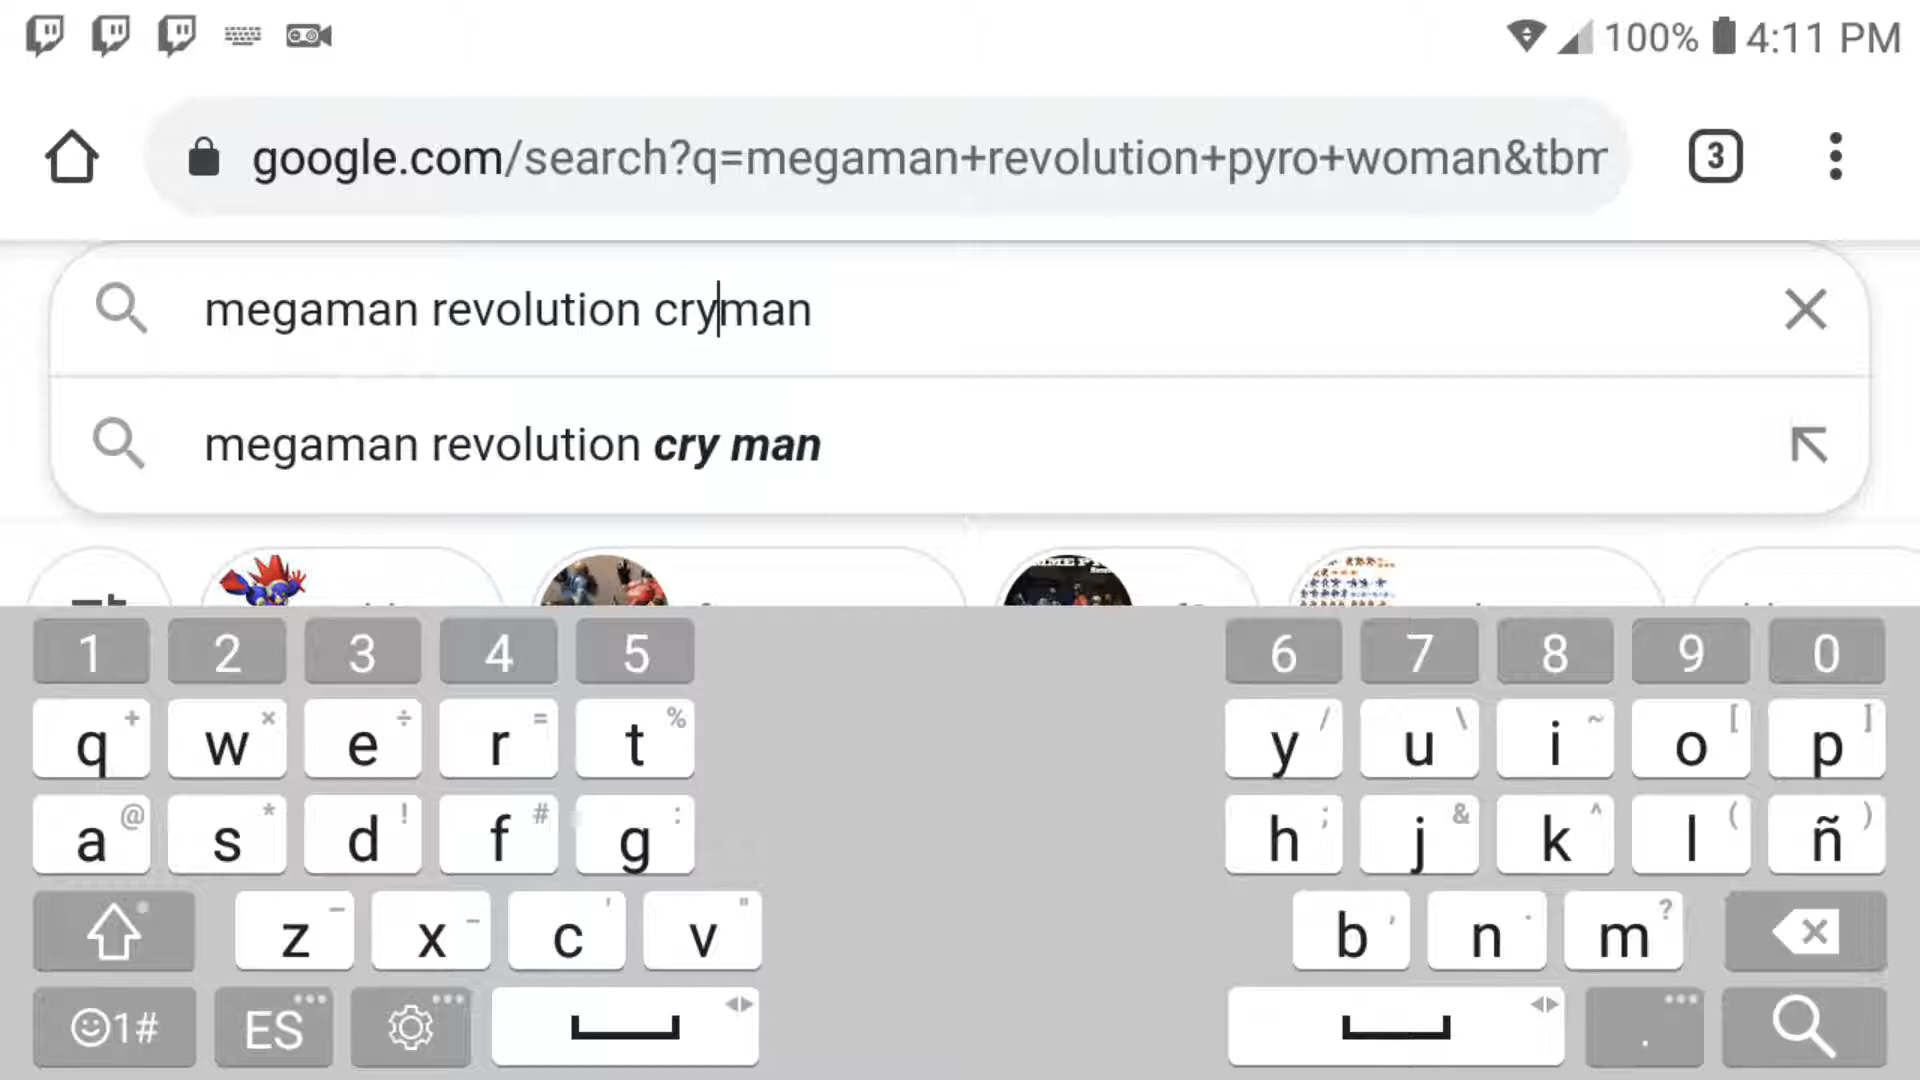 100% 4:11 PM
google.com/search?q=megaman+revolution+pyro+woman&tbm
3
megaman revolution cryman
megaman revolution cry man
1 2 3 4 5 6 7 8 9 0
q + w × e ÷ r = t % y / u \ i ~ o [ p ]
a @ s * d ! f # g : h ; j & k ^ l ( ñ )
z – x - c ' v " b , n . m ?
1# ES .